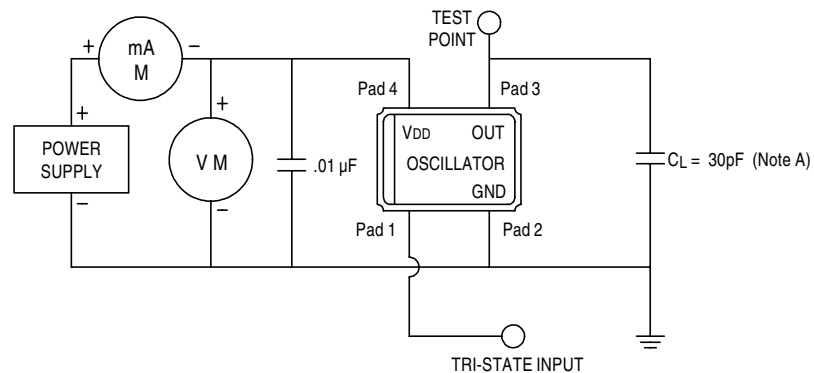 TEST
POINT
+
mA
M
–
Pad 4
Pad 3
+
POWER
SUPPLY
–
+
V M
–
.01 µF
VDD
OUT
OSCILLATOR
GND
CL = 30pF (Note A)
Pad 1
Pad 2
TRI-STATE INPUT